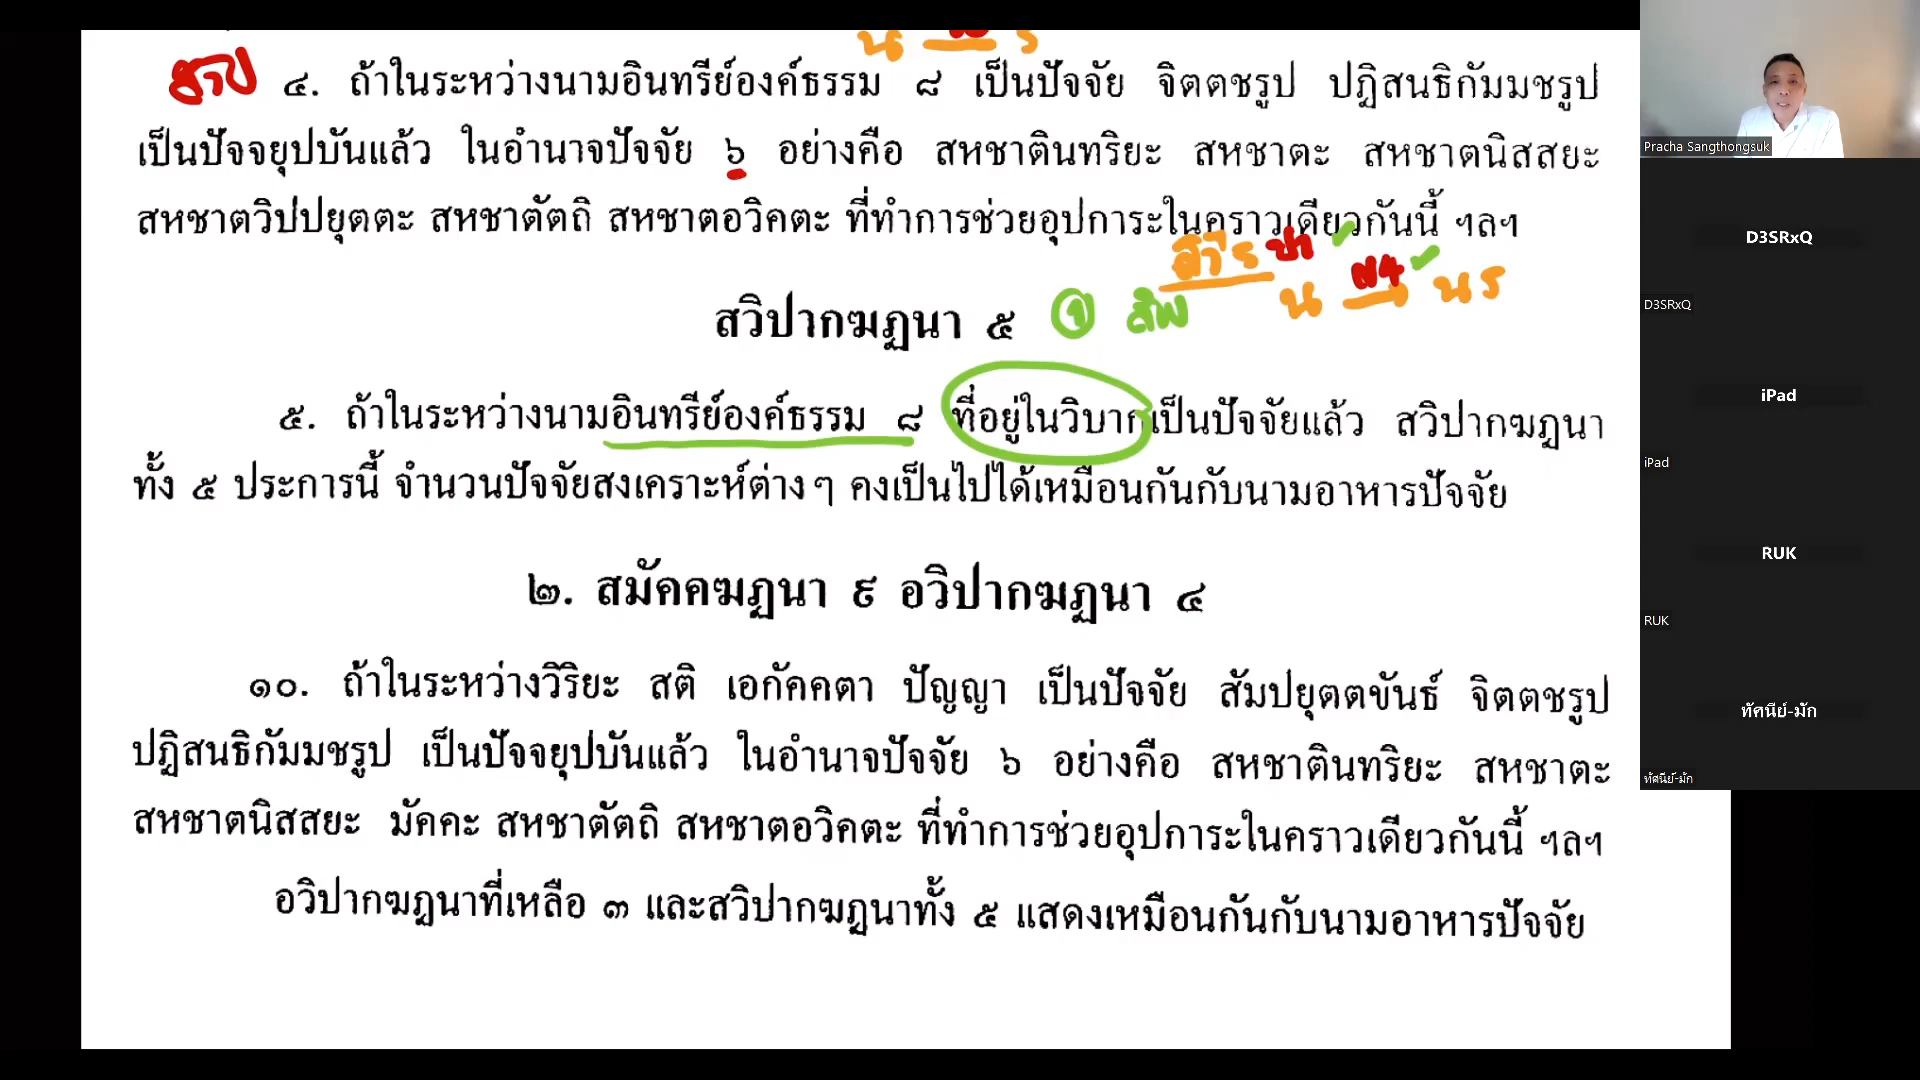 ๔. ถ้าในระหว่างนามอินทรีย์องค์ธรรม ๘ เป็นปัจจัย จิตตชรูป ปฏิสนธิกัมมชรูป
เป็นปัจจยุปบันแล้ว ในอำนาจปัจจัย ๖ อย่างคือ สหชาตินทริยะ สหชาตะ สหชาตนิสสยะ
สหชาตวิปปยุตตะ สหชาตัตถิ สหชาตอวิคตะ ที่ทำการช่วยอุปการะในคราวเดียวกันนี้ ฯลฯ
สวิปากฆฏนา ๕
๕. ถ้าในระหว่างนามอินทรีย์องค์ธรรม ๘ ที่อยู่ในวิบากเป็นปัจจัยแล้ว สวิปากฆฏนา
ทั้ง ๕ ประการนี้ จำนวนปัจจัยสงเคราะห์ต่าง ๆ คงเป็นไปได้เหมือนกันกับนามอาหารปัจจัย
๒. สมัคคฆฏนา ๙ อวิปากฆฏนา ๔
๑๐. ถ้าในระหว่างวิริยะ สติ เอกัคคตา ปัญญา เป็นปัจจัย สัมปยุตตขันธ์ จิตตชรูป
ปฏิสนธิกัมมชรูป เป็นปัจจยุปบันแล้ว ในอำนาจปัจจัย ๖ อย่างคือ สหชาตินทริยะ สหชาตะ
สหชาตนิสสยะ มัคคะ สหชาตัตถิ สหชาตอวิคตะ ที่ทำการช่วยอุปการะในคราวเดียวกันนี้ ฯลฯ
อวิปากฆฏนาที่เหลือ ๓ และสวิปากฆฏนาทั้ง ๕ แสดงเหมือนกันกับนามอาหารปัจจัย
Pracha Sangthongsuk
D3SRxQ
D3SRxQ
iPad
iPad
RUK
RUK
ทัศนีย์-มัก
ทัศนีย์-มัก